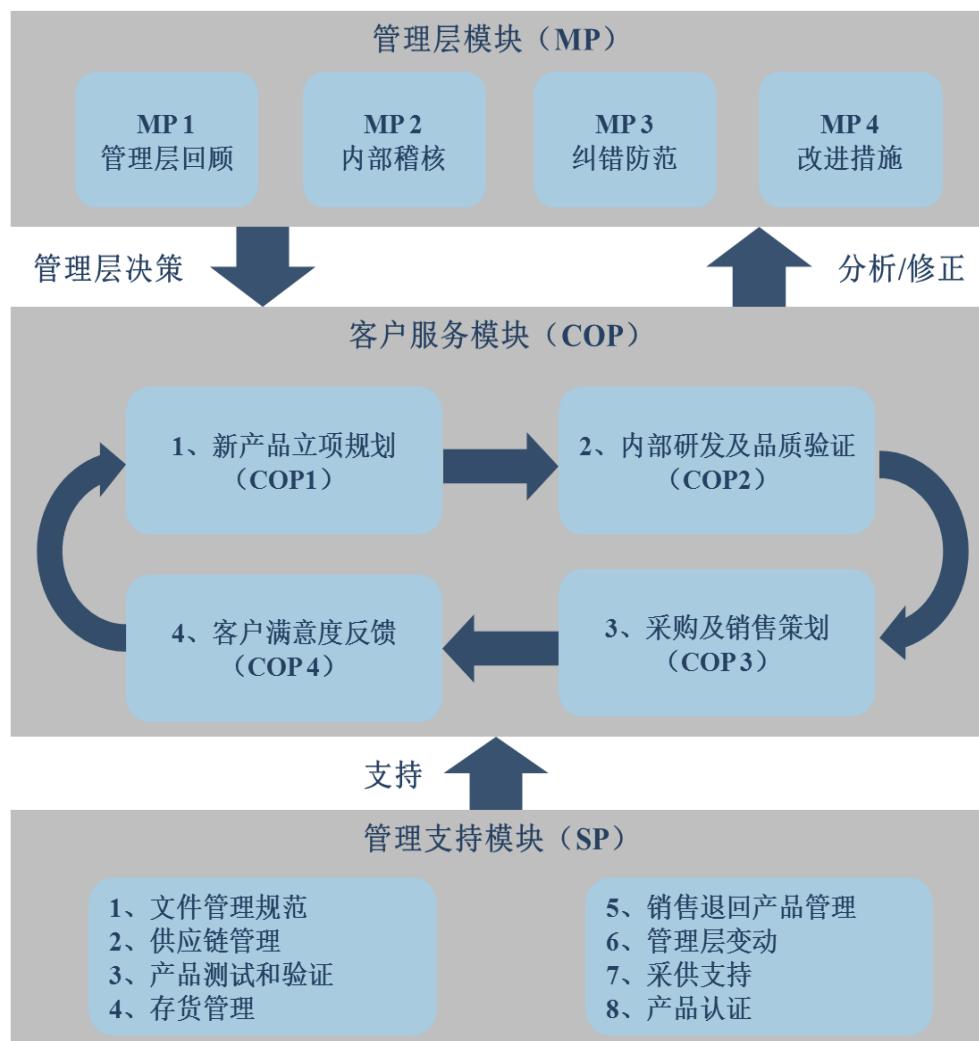 管理层模块（MP）
MP 1
管理层回顾
MP 2
内部稽核
MP 3
纠错防范
MP 4
改进措施
管理层决策
分析/修正
客户服务模块（COP）
1、新产品立项规划
（COP1）
2、内部研发及品质验证
（COP2）
3、采购及销售策划
（COP 3）
4、客户满意度反馈
（COP 4）
支持
管理支持模块（SP）
1、文件管理规范
2、供应链管理
3、产品测试和验证
4、存货管理
5、销售退回产品管理
6、管理层变动
7、采供支持
8、产品认证